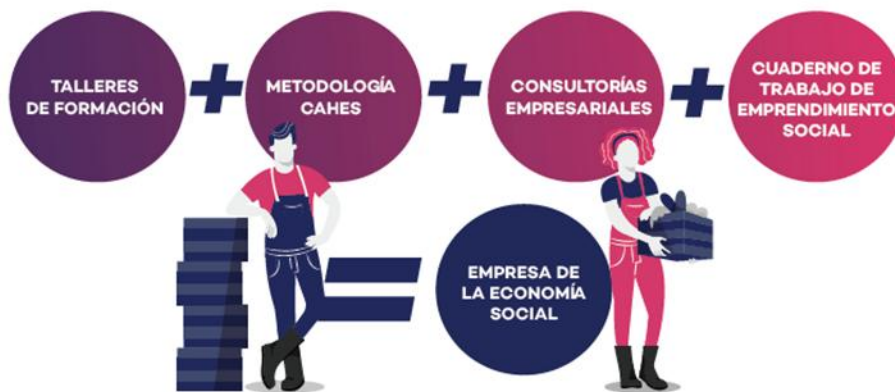 TALLERES
DE FORMACIÓN
+
METODOLOGÍA
CAHES
+
CONSULTORÍAS
EMPRESARIALES
+
CUADERNO DE
TRABAJO DE
EMPRENDIMIENTO
SOCIAL
=
EMPRESA DE
LA ECONOMÍA
SOCIAL